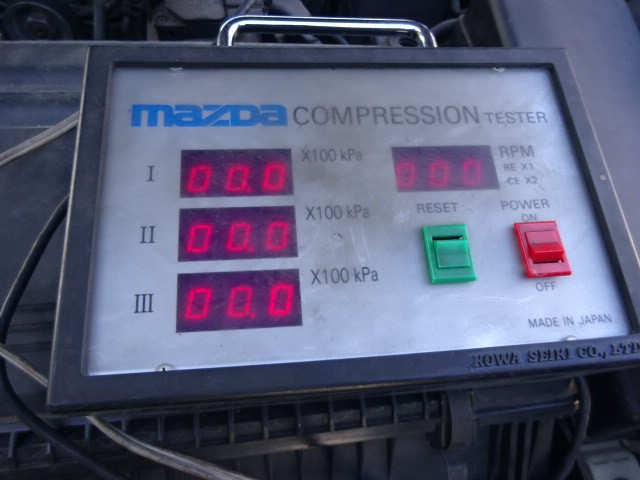 mazda COMPRESSION TESTER
I 00.0 X100 kPa
II 00.0 X100 kPa
III 00.0 X100 kPa
000 RPM
RE X1
CE X2
RESET
POWER
ON
OFF
MADE IN JAPAN
KOWA SEIKI CO., LTD